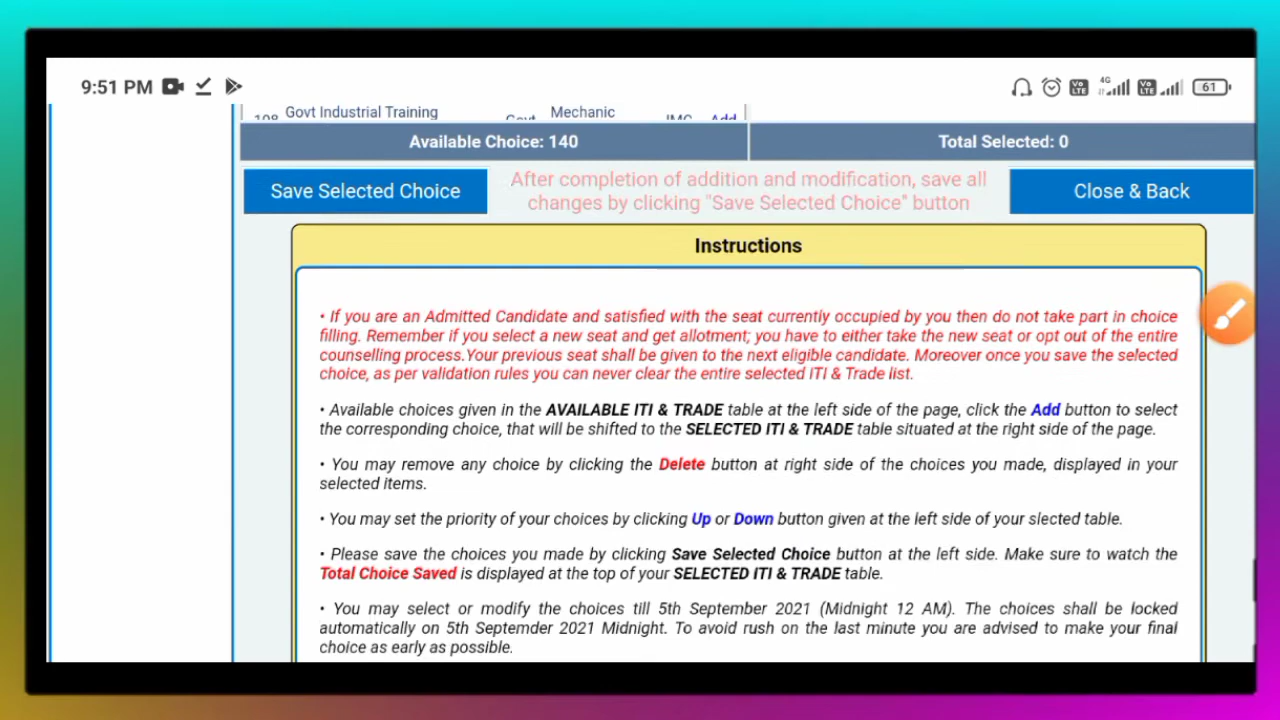 9:51 PM 4G Vo LTE Vo LTE 61
Govt Industrial Training Mechanic
Available Choice: 140 Total Selected: 0
Save Selected Choice
After completion of addition and modification, save all
changes by clicking "Save Selected Choice" button
Close & Back
Instructions
• If you are an Admitted Candidate and satisfied with the seat currently occupied by you then do not take part in choice
filling. Remember if you select a new seat and get allotment; you have to either take the new seat or opt out of the entire
counselling process.Your previous seat shall be given to the next eligible candidate. Moreover once you save the selected
choice, as per validation rules you can never clear the entire selected ITI & Trade list.
• Available choices given in the AVAILABLE ITI & TRADE table at the left side of the page, click the Add button to select
the corresponding choice, that will be shifted to the SELECTED ITI & TRADE table situated at the right side of the page.
• You may remove any choice by clicking the Delete button at right side of the choices you made, displayed in your
selected items.
• You may set the priority of your choices by clicking Up or Down button given at the left side of your slected table.
• Please save the choices you made by clicking Save Selected Choice button at the left side. Make sure to watch the
Total Choice Saved is displayed at the top of your SELECTED ITI & TRADE table.
• You may select or modify the choices till 5th September 2021 (Midnight 12 AM). The choices shall be locked
automatically on 5th Septemder 2021 Midnight. To avoid rush on the last minute you are advised to make your final
choice as early as possible.